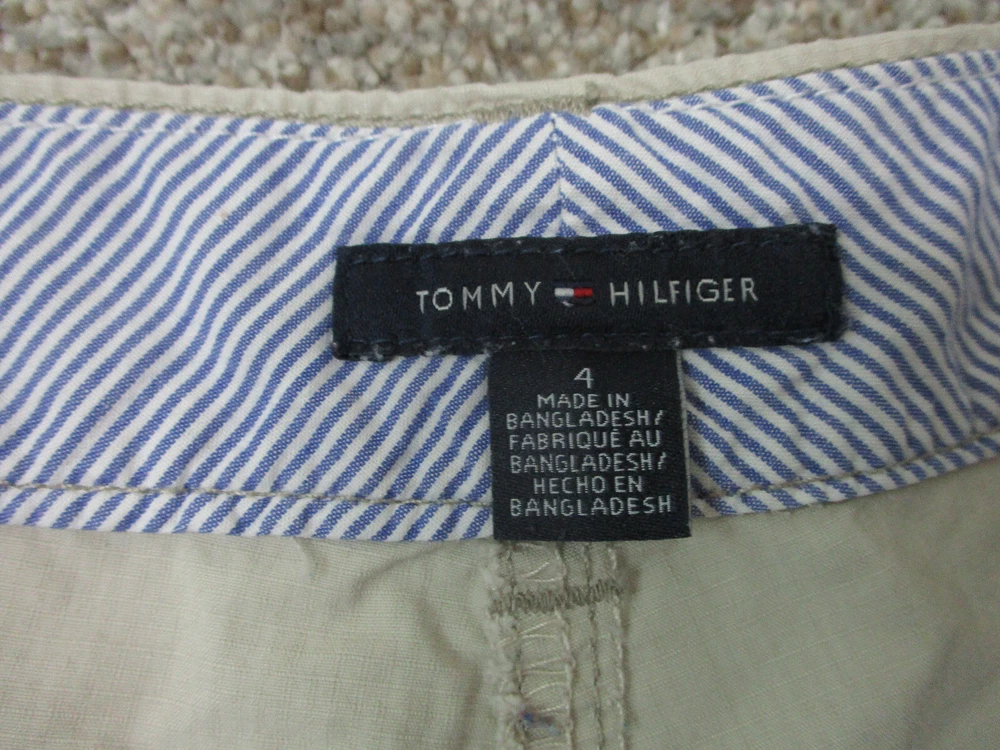 TOMMY HILFIGER
4
MADE IN
BANGLADESH/
FABRIQUÉ AU
BANGLADESH/
HECHO EN
BANGLADESH